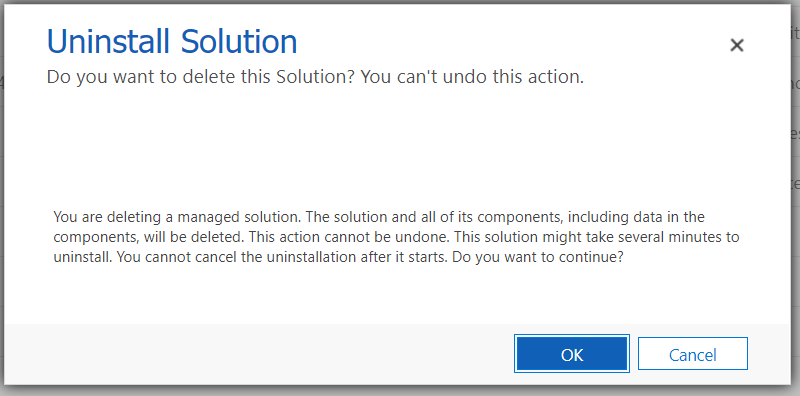 Uninstall Solution
Do you want to delete this Solution? You can't undo this action.
You are deleting a managed solution. The solution and all of its components, including data in the
components, will be deleted. This action cannot be undone. This solution might take several minutes to
uninstall. You cannot cancel the uninstallation after it starts. Do you want to continue?
OK
Cancel